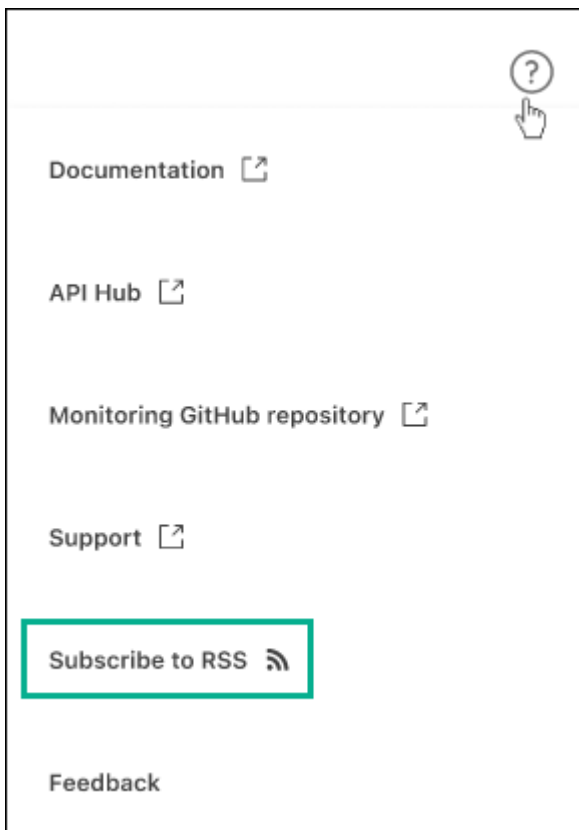 ?
Documentation
API Hub
Monitoring GitHub repository
Support
Subscribe to RSS
Feedback